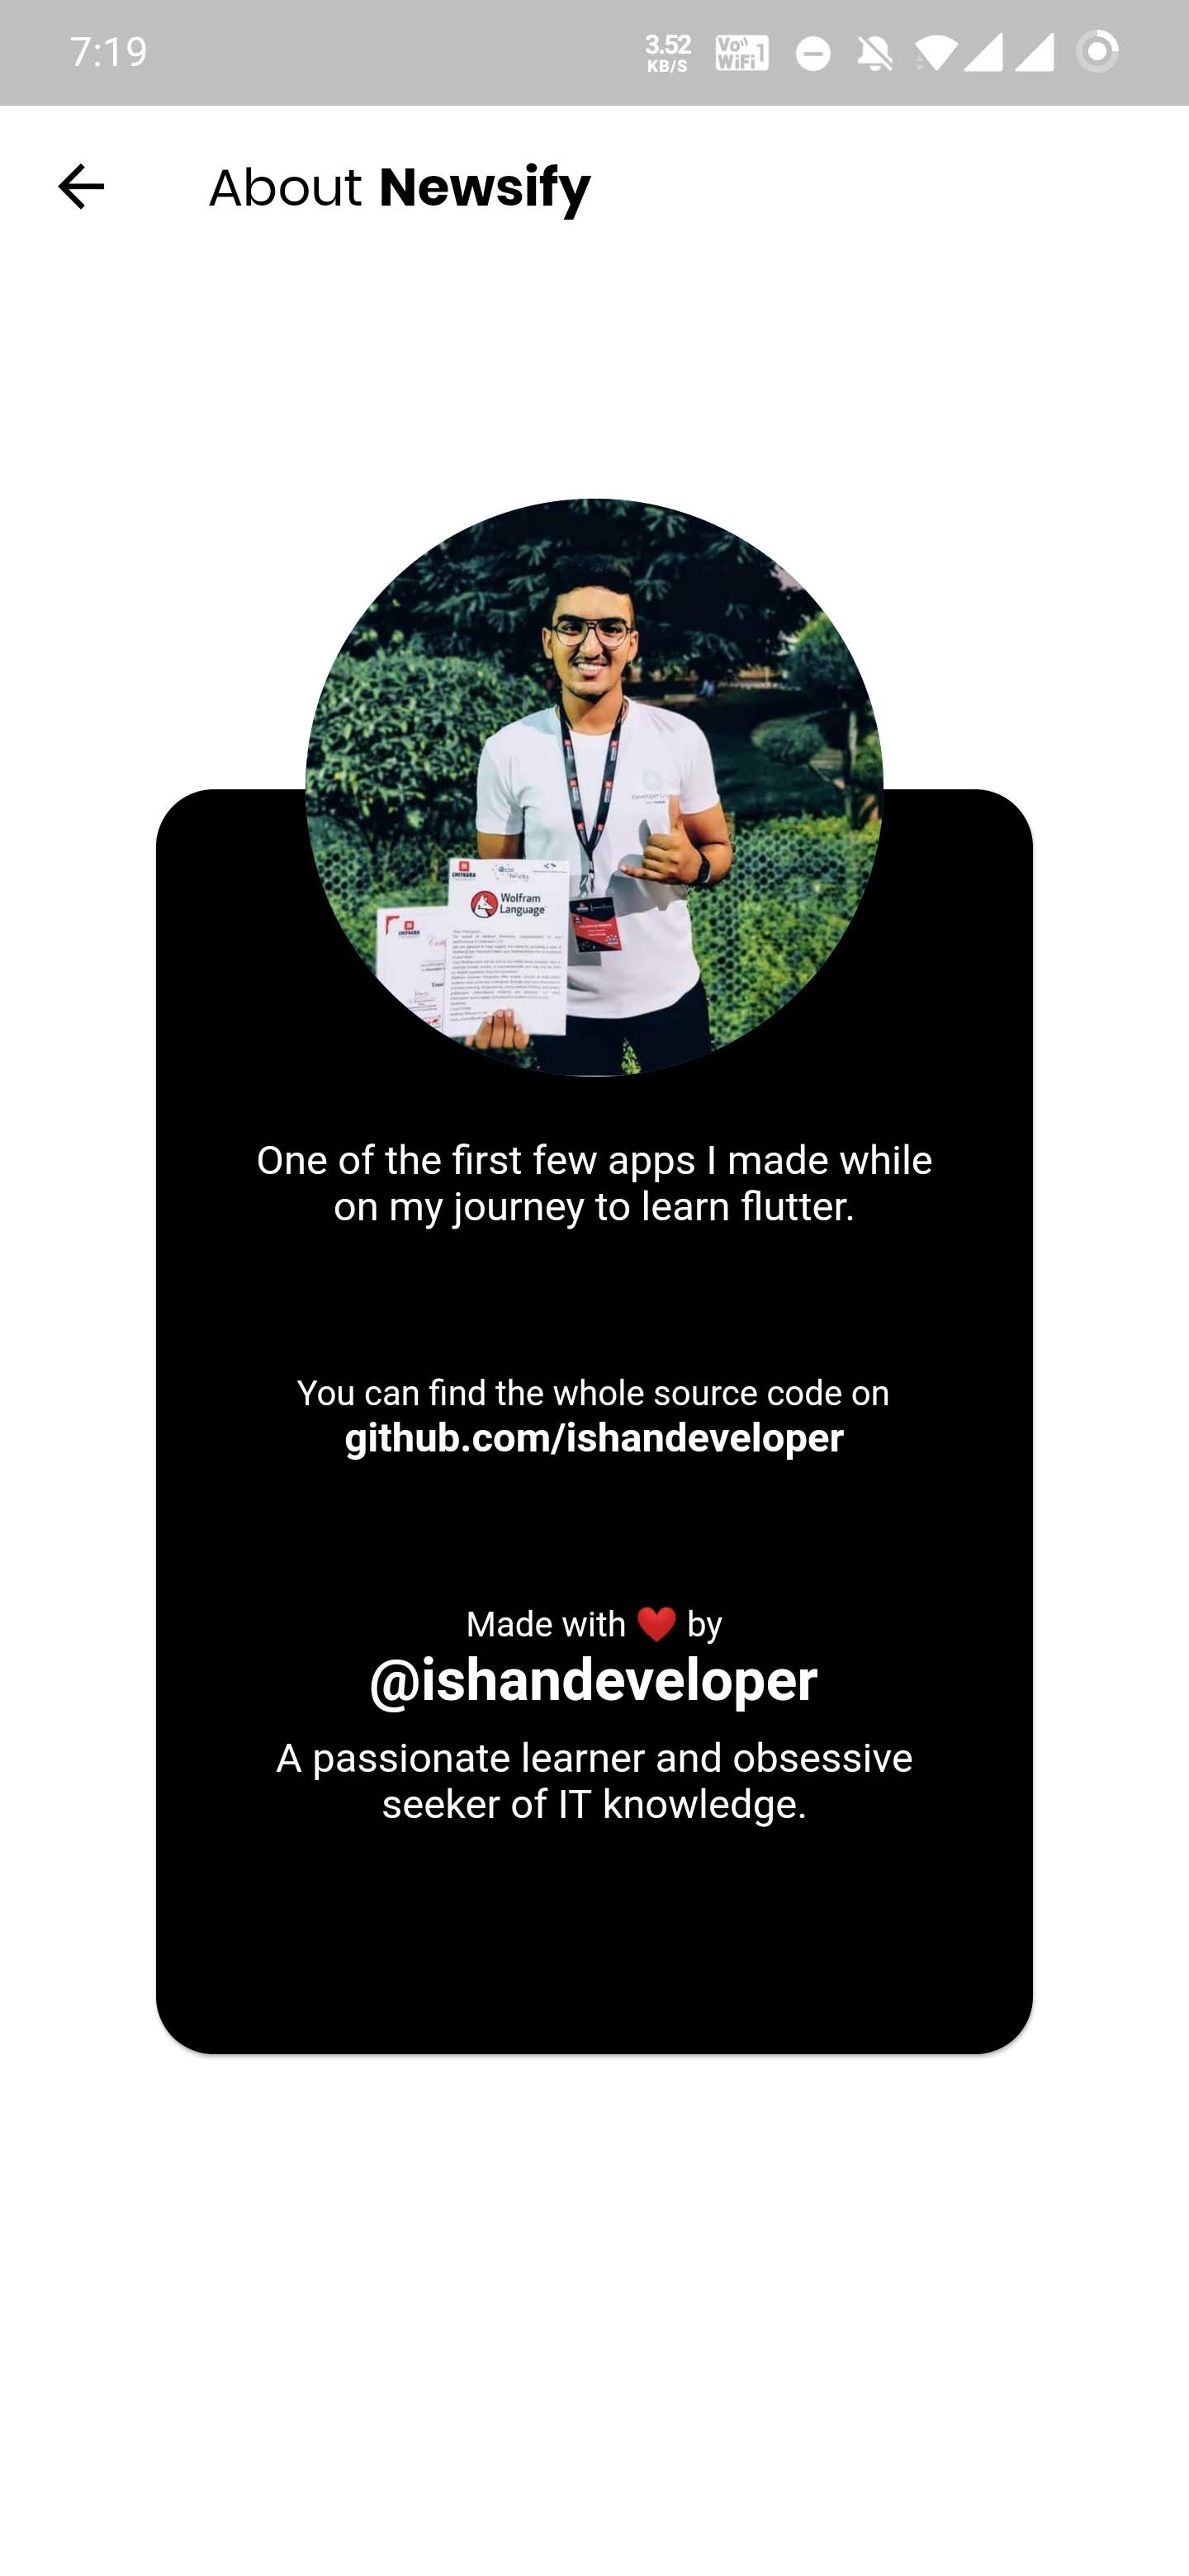 7:19
3.52
KB/S
Vo
WiFi 1
About Newsify
CHITKARA
Wolfram
Language
CHITKARA
One of the first few apps I made while
on my journey to learn flutter.
You can find the whole source code on
github.com/ishandeveloper
Made with ❤️ by
@ishandeveloper
A passionate learner and obsessive
seeker of IT knowledge.